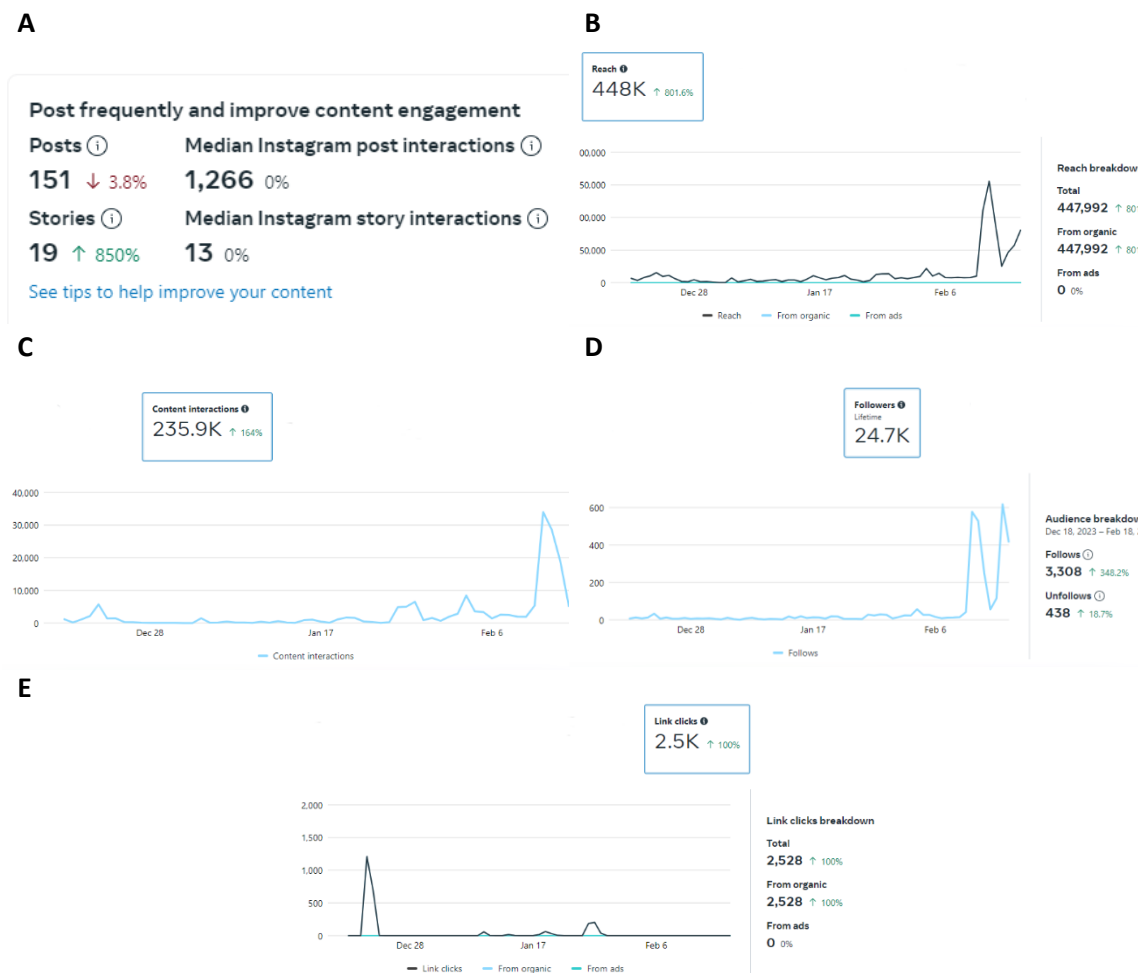 A
Post frequently and improve content engagement
Posts
Median Instagram post interactions
151 ↓ 3.8%
1,266 0%
Stories
Median Instagram story interactions
19 ↑ 850%
13 0%
See tips to help improve your content
B
Reach
448K ↑ 801.6%
00.000
50.000
00.000
50.000
0
Dec 28
Jan 17
Feb 6
Reach
From organic
From ads
Reach breakdow
Total
447,992 ↑ 80
From organic
447,992 ↑ 80
From ads
0 0%
C
Content interactions
235.9K ↑ 164%
40.000
30.000
20.000
10.000
0
Dec 28
Jan 17
Feb 6
Content interactions
D
Followers
Lifetime
24.7K
600
400
200
0
Dec 28
Jan 17
Feb 6
Follows
Audience breakdow
Dec 18, 2023 – Feb 18,
Follows
3,308 ↑ 348.2%
Unfollows
438 ↑ 18.7%
E
Link clicks
2.5K ↑ 100%
2.000
1.500
1.000
500
0
Dec 28
Jan 17
Feb 6
Link clicks
From organic
From ads
Link clicks breakdown
Total
2,528 ↑ 100%
From organic
2,528 ↑ 100%
From ads
0 0%